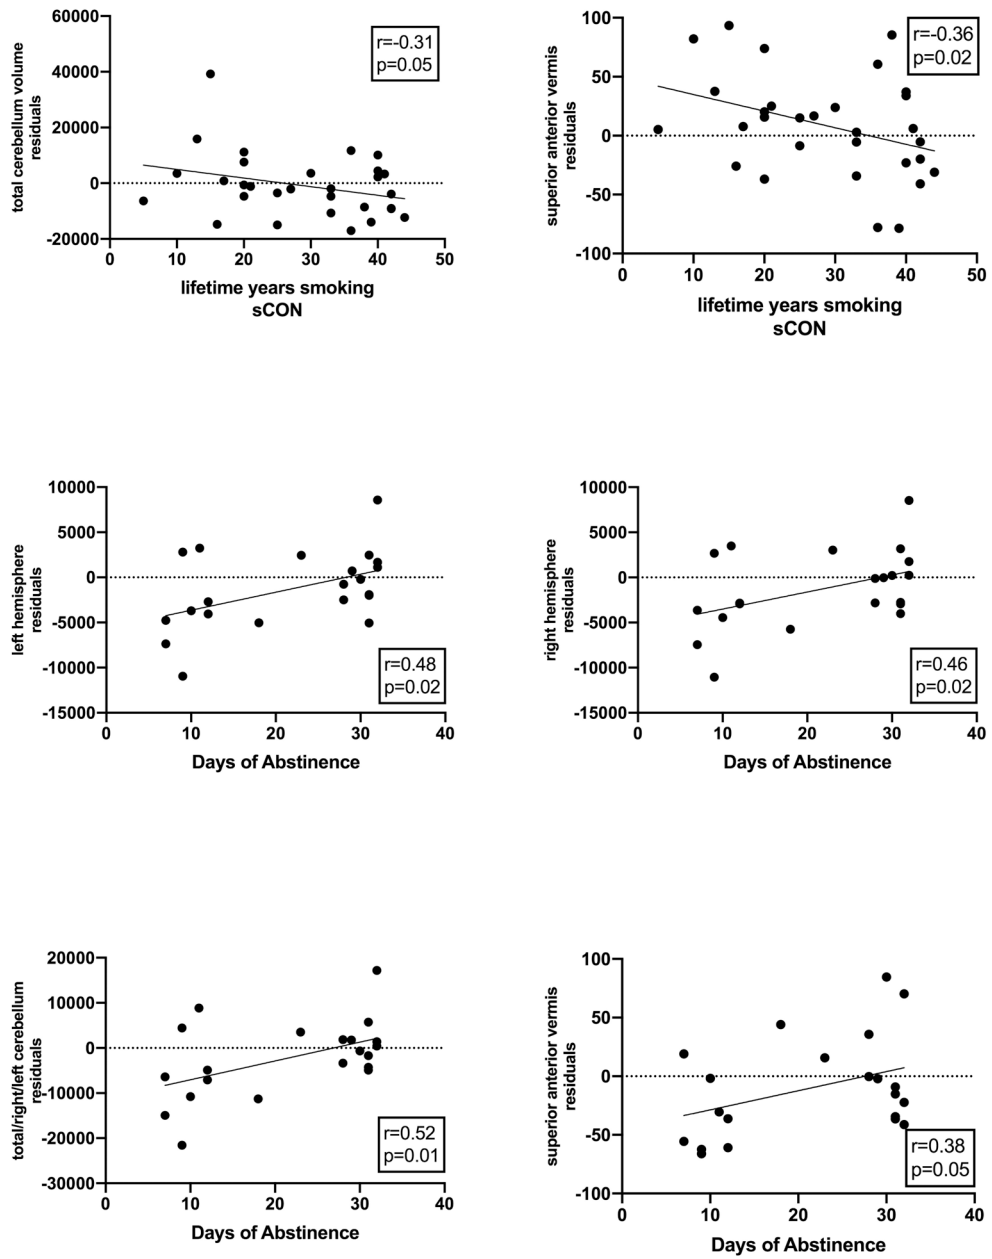 60000
40000
20000
0
-20000
0 10 20 30 40 50
total cerebellum volume
residuals
lifetime years smoking
sCON
r=-0.31
p=0.05
100
50
0
-50
-100
0 10 20 30 40 50
superior anterior vermis
residuals
lifetime years smoking
sCON
r=-0.36
p=0.02
10000
5000
0
-5000
-10000
-15000
0 10 20 30 40
left hemisphere
residuals
Days of Abstinence
r=0.48
p=0.02
10000
5000
0
-5000
-10000
-15000
0 10 20 30 40
right hemisphere
residuals
Days of Abstinence
r=0.46
p=0.02
20000
10000
0
-10000
-20000
-30000
0 10 20 30 40
total/right/left cerebellum
residuals
Days of Abstinence
r=0.52
p=0.01
100
50
0
-50
-100
0 10 20 30 40
superior anterior vermis
residuals
Days of Abstinence
r=0.38
p=0.05